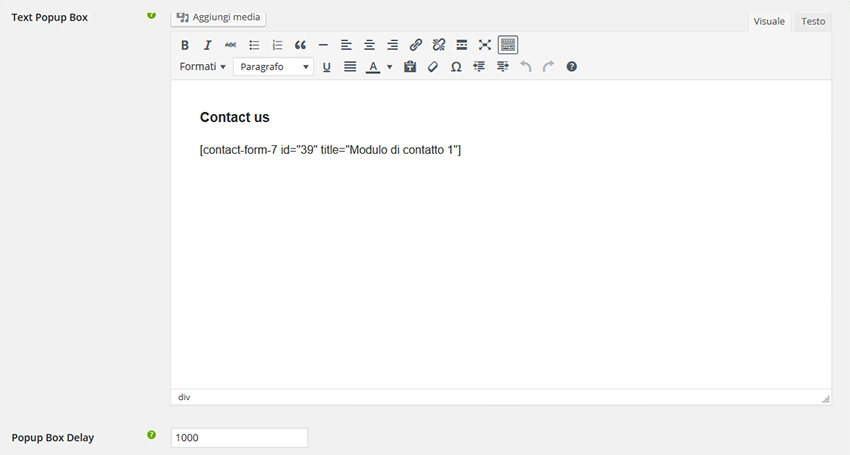 Text Popup Box
?
Aggiungi media
Visuale
Testo
B I ABC
Formati Paragrafo U A Ω ?
Contact us
[contact-form-7 id="39" title="Modulo di contatto 1"]
div
Popup Box Delay
?
1000